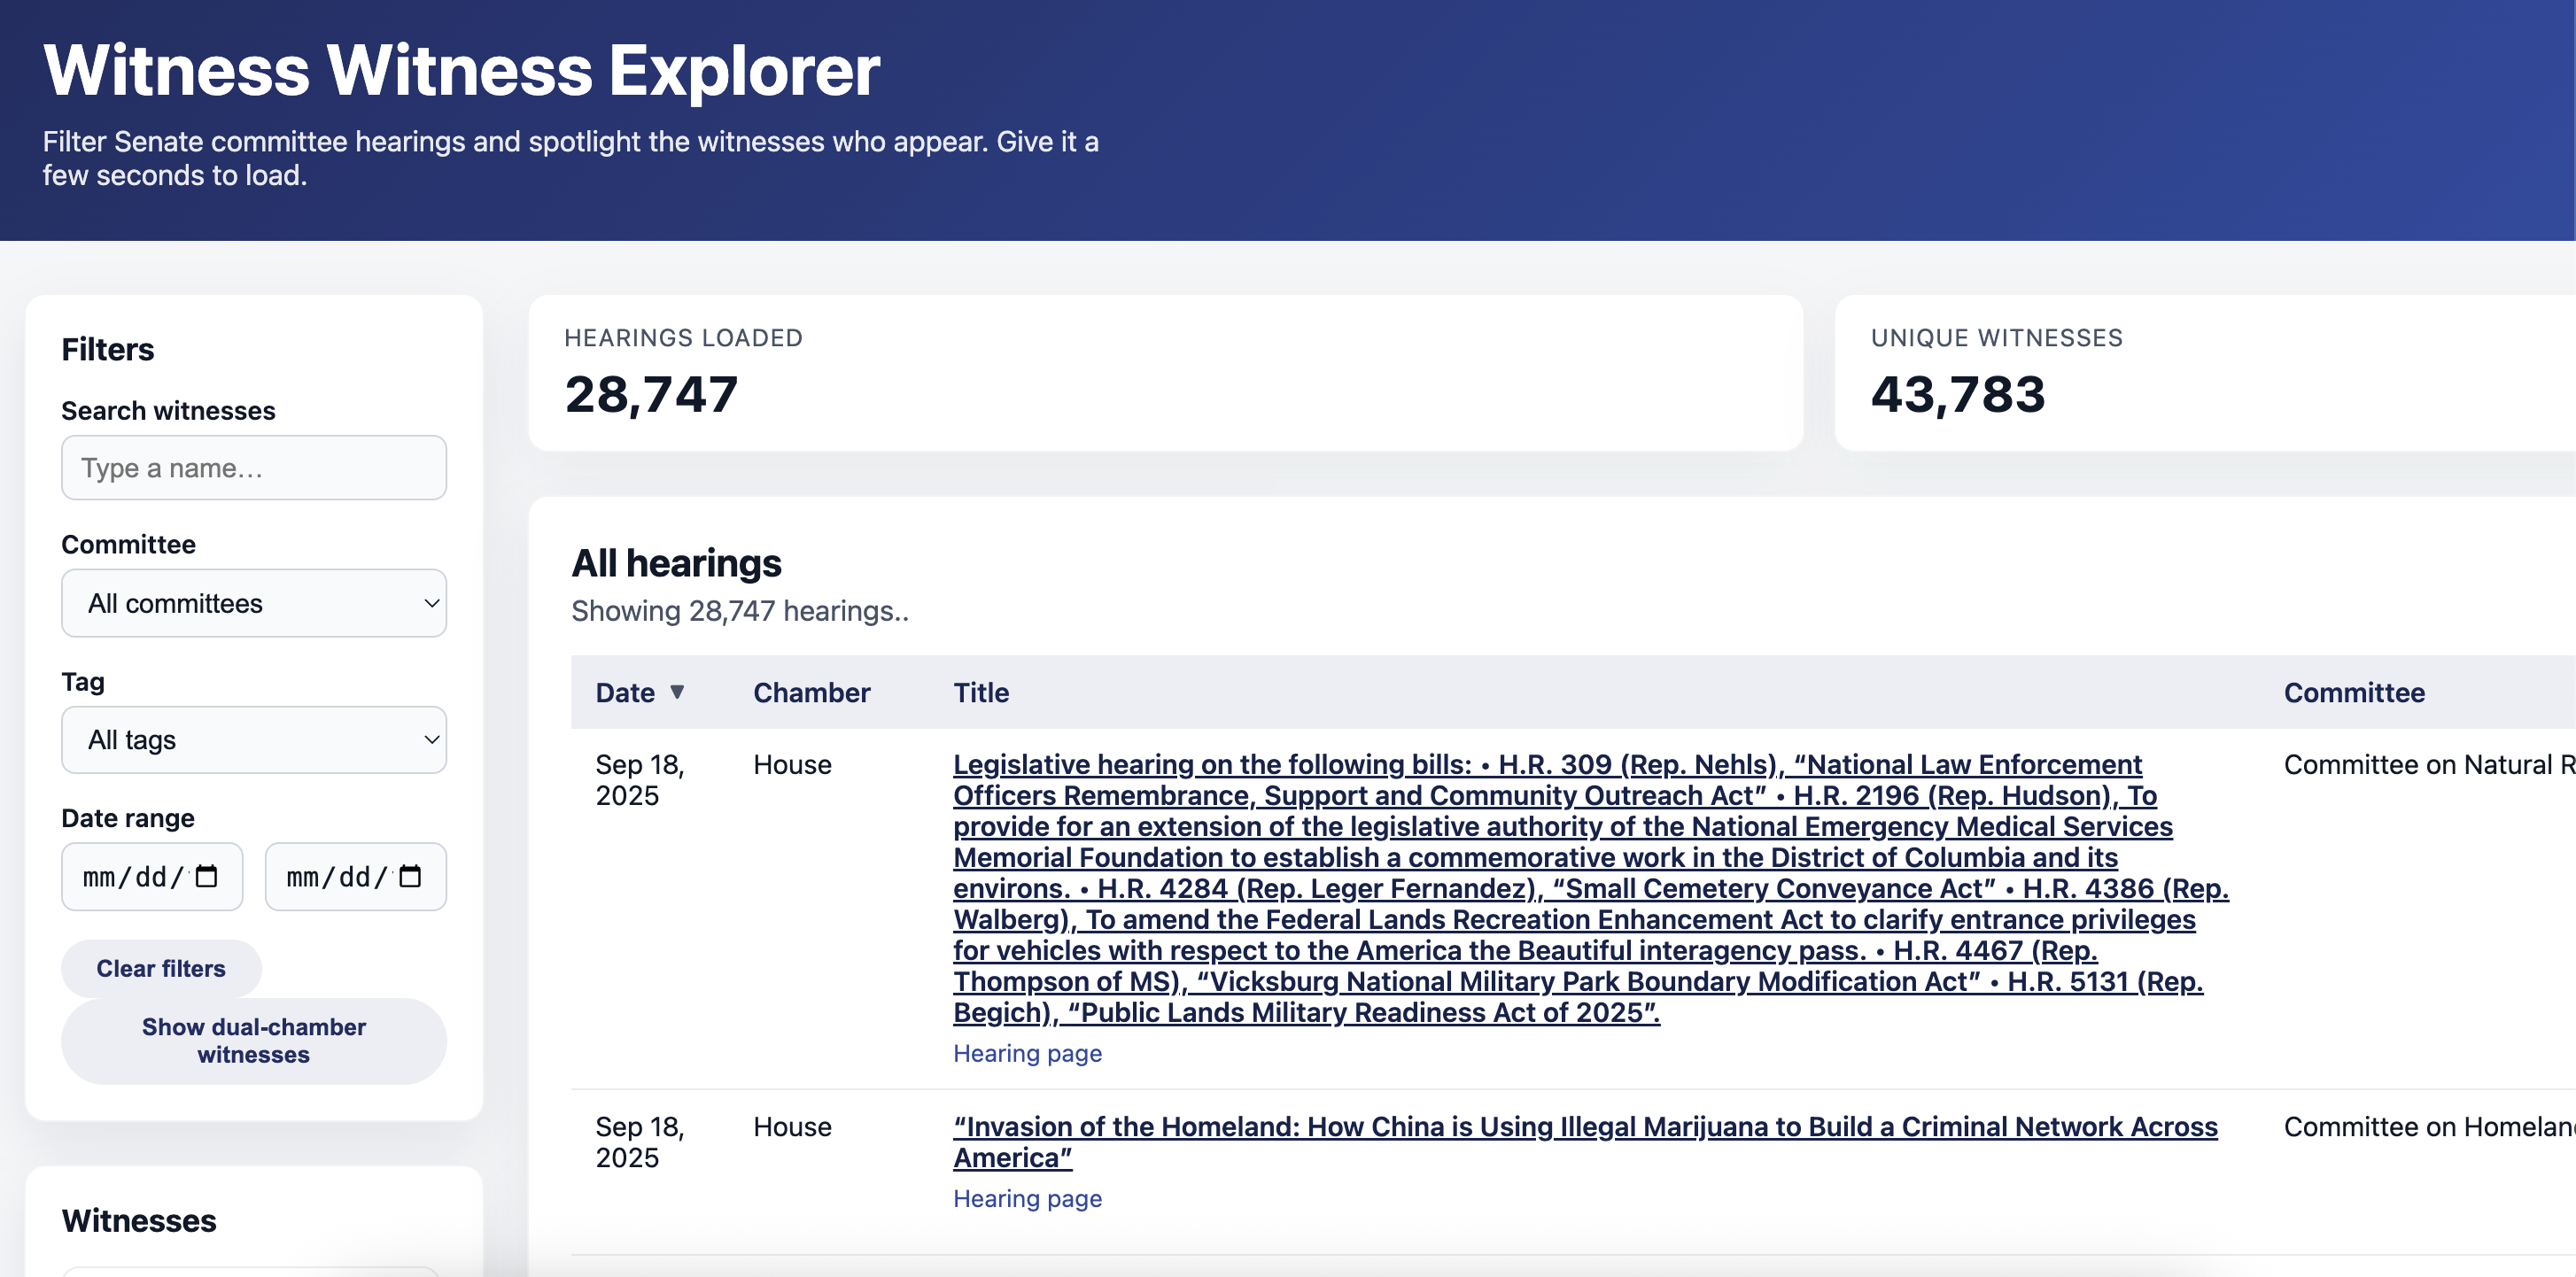 Witness Witness Explorer
Filter Senate committee hearings and spotlight the witnesses who appear. Give it a
few seconds to load.
Filters
Search witnesses
Type a name…
Committee
All committees
Tag
All tags
Date range
mm/dd/
mm/dd/
Clear filters
Show dual-chamber
witnesses
Witnesses
HEARINGS LOADED
28,747
UNIQUE WITNESSES
43,783
All hearings
Showing 28,747 hearings..
Date ▼ Chamber Title Committee
Sep 18,
2025
House
Legislative hearing on the following bills: • H.R. 309 (Rep. Nehls), “National Law Enforcement
Officers Remembrance, Support and Community Outreach Act” • H.R. 2196 (Rep. Hudson), To
provide for an extension of the legislative authority of the National Emergency Medical Services
Memorial Foundation to establish a commemorative work in the District of Columbia and its
environs. • H.R. 4284 (Rep. Leger Fernandez), “Small Cemetery Conveyance Act” • H.R. 4386 (Rep.
Walberg), To amend the Federal Lands Recreation Enhancement Act to clarify entrance privileges
for vehicles with respect to the America the Beautiful interagency pass. • H.R. 4467 (Rep.
Thompson of MS), “Vicksburg National Military Park Boundary Modification Act” • H.R. 5131 (Rep.
Begich), “Public Lands Military Readiness Act of 2025”.
Hearing page
Committee on Natural
Sep 18,
2025
House
“Invasion of the Homeland: How China is Using Illegal Marijuana to Build a Criminal Network Across
America”
Hearing page
Committee on